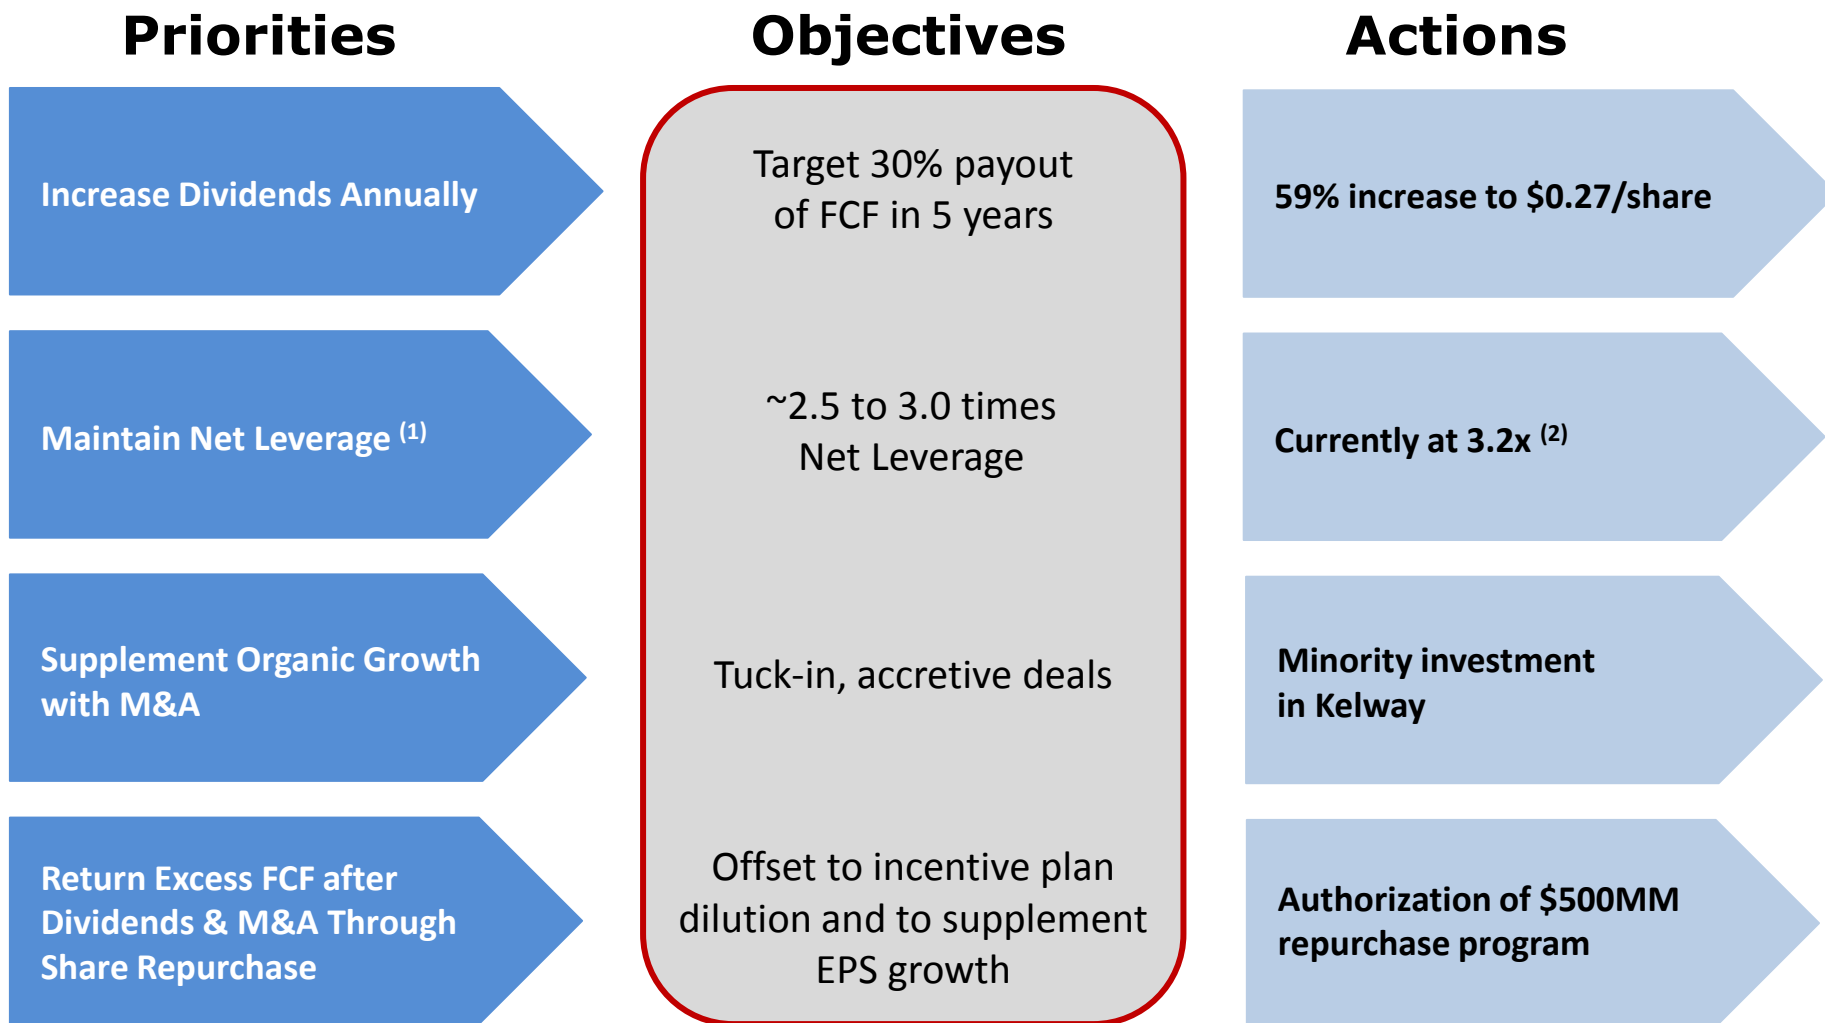 Priorities
Objectives
Actions
Increase Dividends Annually
Target 30% payout
of FCF in 5 years
59% increase to $0.27/share
Maintain Net Leverage (1)
~2.5 to 3.0 times
Net Leverage
Currently at 3.2x (2)
Supplement Organic Growth
with M&A
Tuck-in, accretive deals
Minority investment
in Kelway
Return Excess FCF after
Dividends & M&A Through
Share Repurchase
Offset to incentive plan
dilution and to supplement
EPS growth
Authorization of $500MM
repurchase program